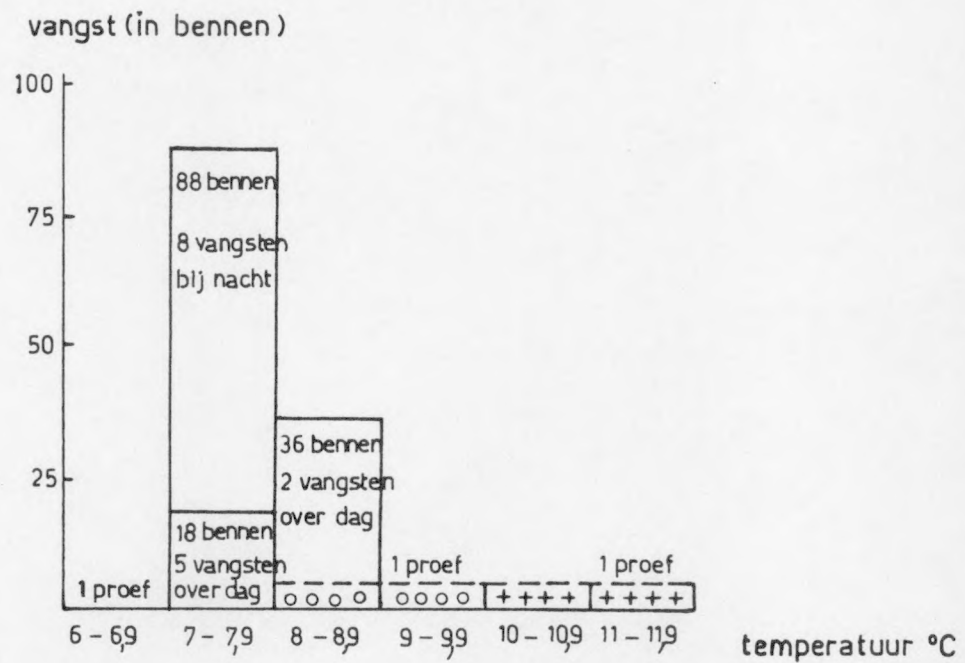 vangst (in bennen)
100
75
50
25
88 bennen
8 vangsten
bij nacht
36 bennen
2 vangsten
over dag
18 bennen
5 vangsten
over dag
1 proef
1 proef
1 proef
6 - 6,9
7 - 7,9
8 - 8,9
9 - 9,9
10 - 10,9
11 - 11,9
temperatuur °C